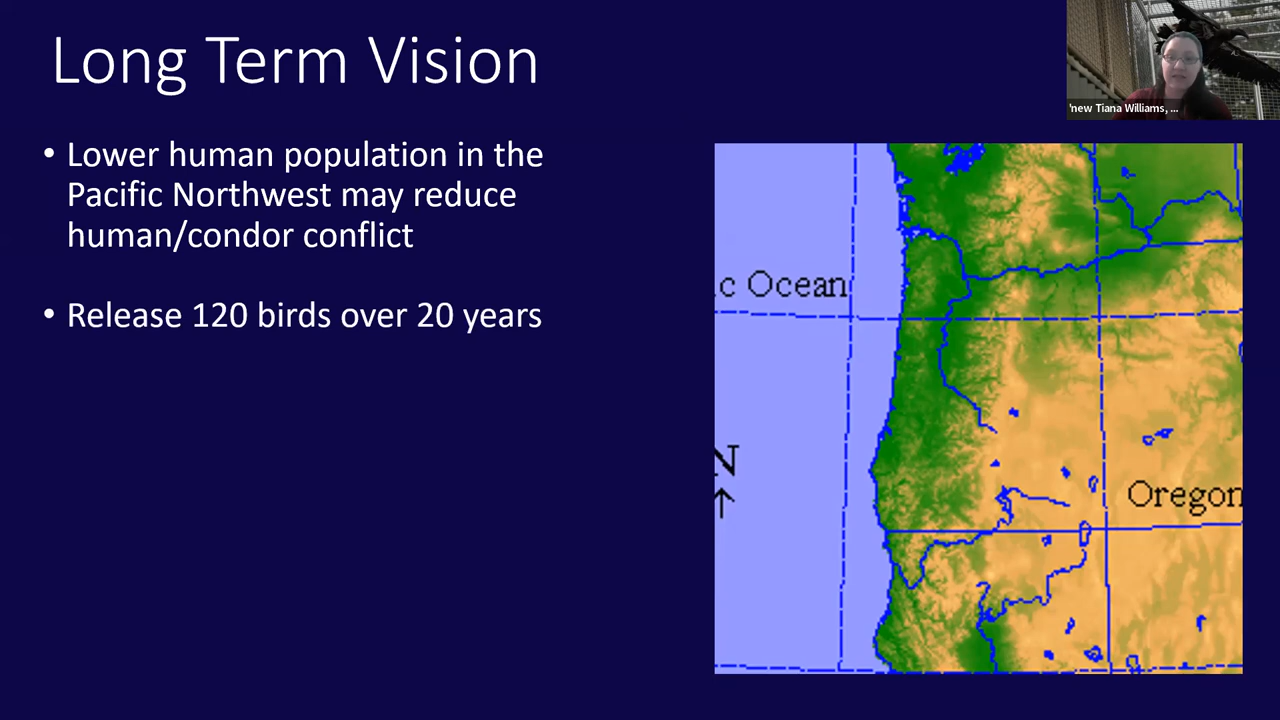 Long Term Vision
'new Tiana Williams, ...
• Lower human population in the
Pacific Northwest may reduce
human/condor conflict
• Release 120 birds over 20 years
c Ocean
N
↑
Oregon